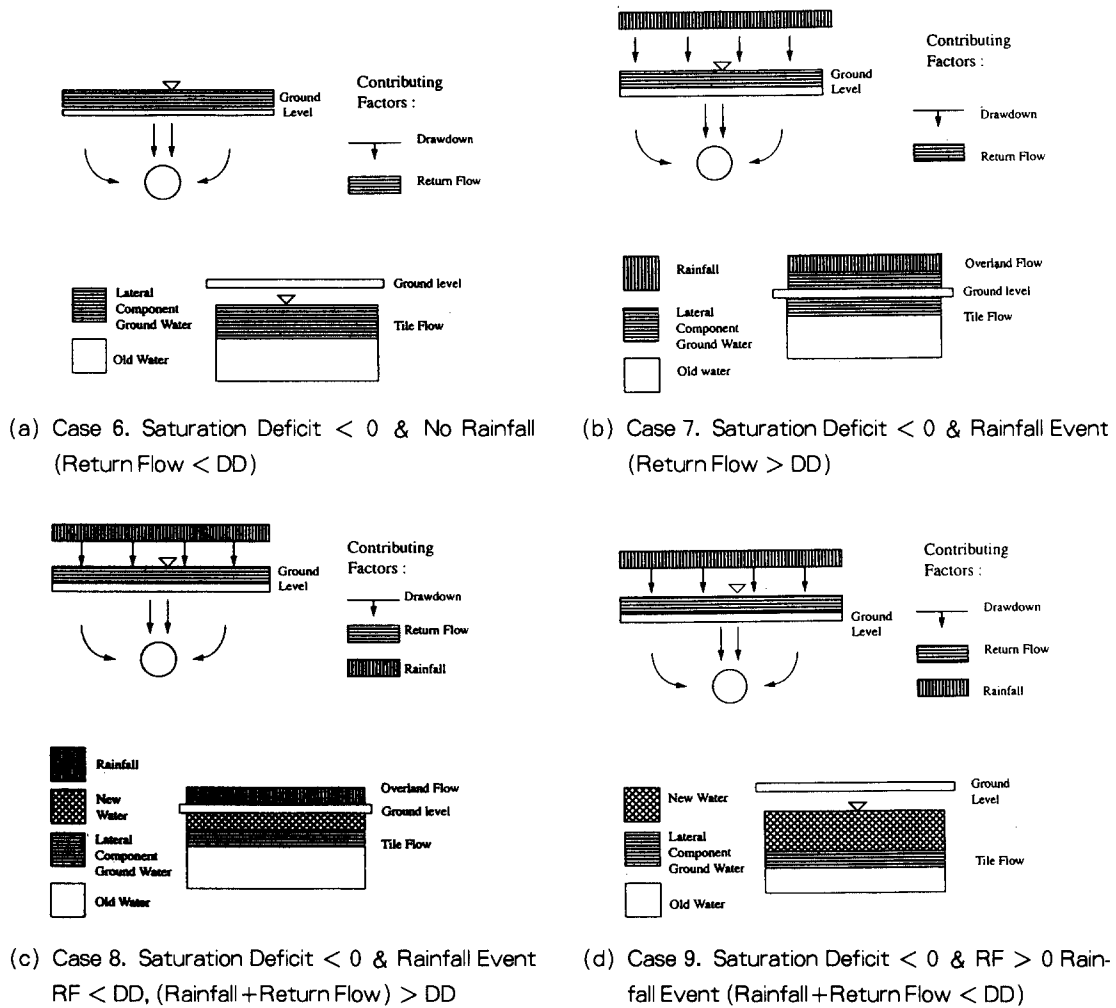 Contributing
Factors :
Ground
Level
Drawdown
Return Flow
Ground level
Lateral
Component
Ground Water
Tile Flow
Old Water
(a) Case 6. Saturation Deficit < 0 & No Rainfall
(Return Flow < DD)
Contributing
Factors :
Ground
Level
Drawdown
Return Flow
Rainfall
Overland Flow
Ground level
Lateral
Component
Ground Water
Tile Flow
Old water
(b) Case 7. Saturation Deficit < 0 & Rainfall Event
(Return Flow > DD)
Contributing
Factors :
Ground
Level
Drawdown
Return Flow
Rainfall
Rainfall
Overland Flow
New
Water
Ground level
Lateral
Component
Ground Water
Tile Flow
Old Water
(c) Case 8. Saturation Deficit < 0 & Rainfall Event
RF < DD, (Rainfall+Return Flow) > DD
Contributing
Factors :
Ground
Level
Drawdown
Return Flow
Rainfall
Ground
Level
New Water
Lateral
Component
Ground Water
Tile Flow
Old Water
(d) Case 9. Saturation Deficit < 0 & RF > 0 Rain-
fall Event (Rainfall+Return Flow < DD)